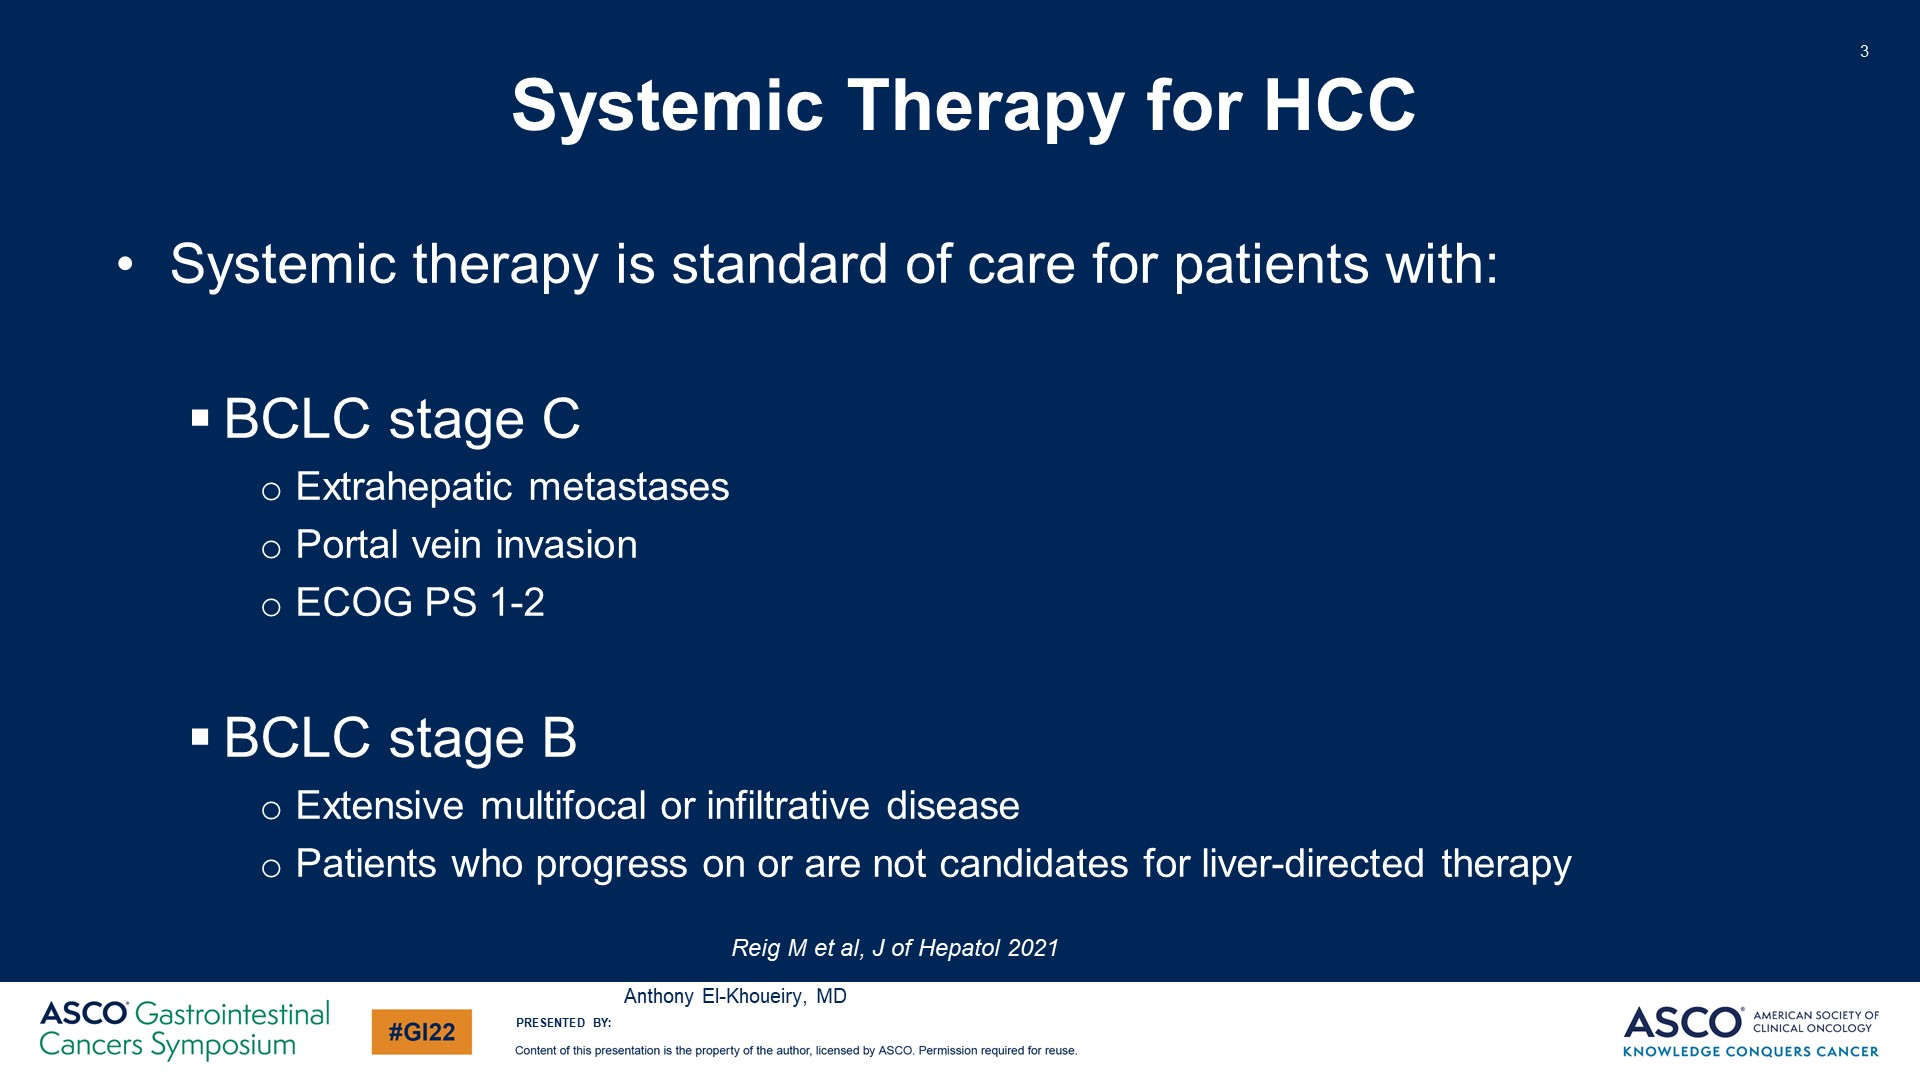 3
Systemic Therapy for HCC
• Systemic therapy is standard of care for patients with:
▪ BCLC stage C
o Extrahepatic metastases
o Portal vein invasion
o ECOG PS 1-2
▪ BCLC stage B
o Extensive multifocal or infiltrative disease
o Patients who progress on or are not candidates for liver-directed therapy
Reig M et al, J of Hepatol 2021
ASCO® Gastrointestinal
Cancers Symposium
#GI22
Anthony El-Khoueiry, MD
PRESENTED BY:
Content of this presentation is the property of the author, licensed by ASCO. Permission required for reuse.
ASCO® AMERICAN SOCIETY OF
CLINICAL ONCOLOGY
KNOWLEDGE CONQUERS CANCER